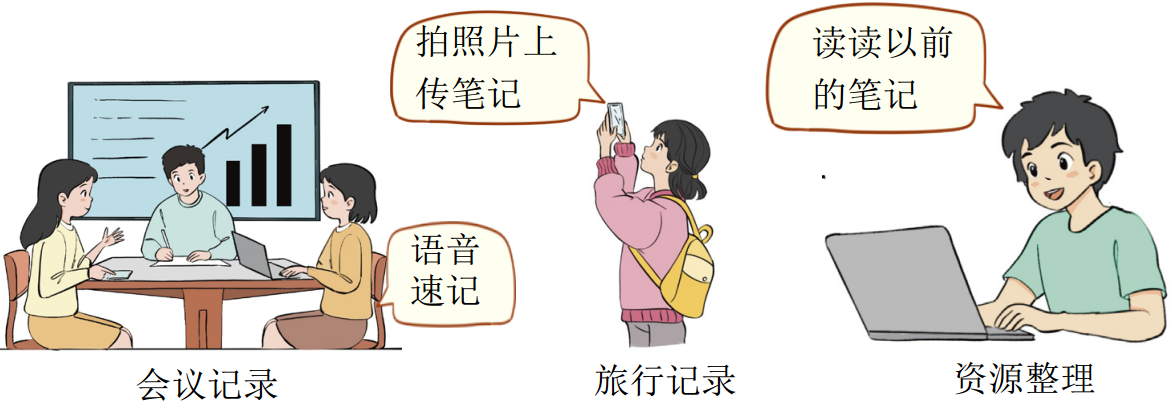 拍照片上
传笔记
读读以前
的笔记
语音
速记
会议记录
旅行记录
资源整理